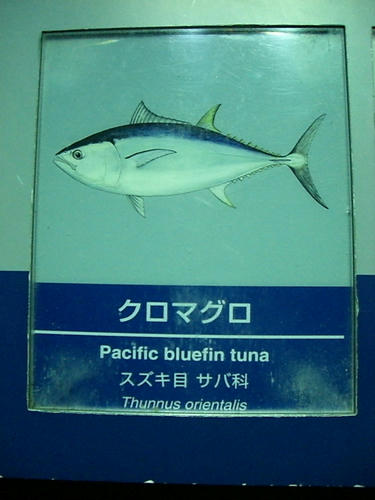 クロマグロ
Pacific bluefin tuna
スズキ目 サバ科
Thunnus orientalis